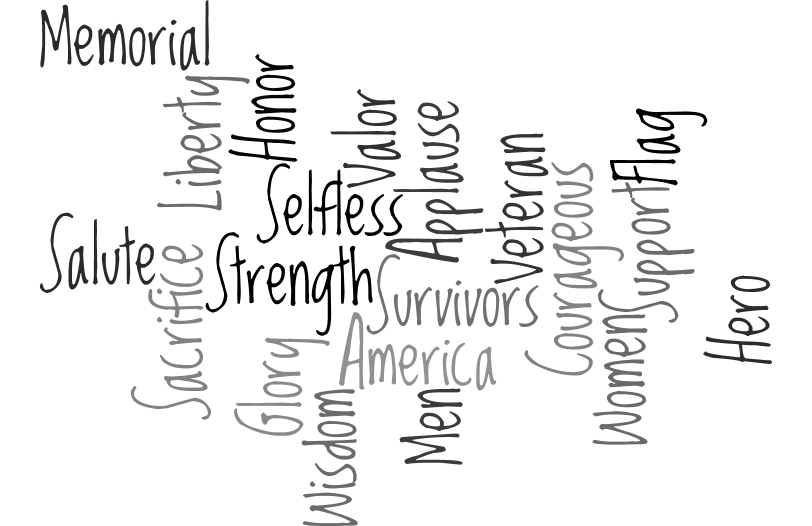 Memorial
Liberty
Honor
Valor
Applause
Veteran
Flag
Selfless
Courageous
Support
Salute
Sacrifice
Strength
Survivors
Hero
America
Glory
Women
Wisdom
Men